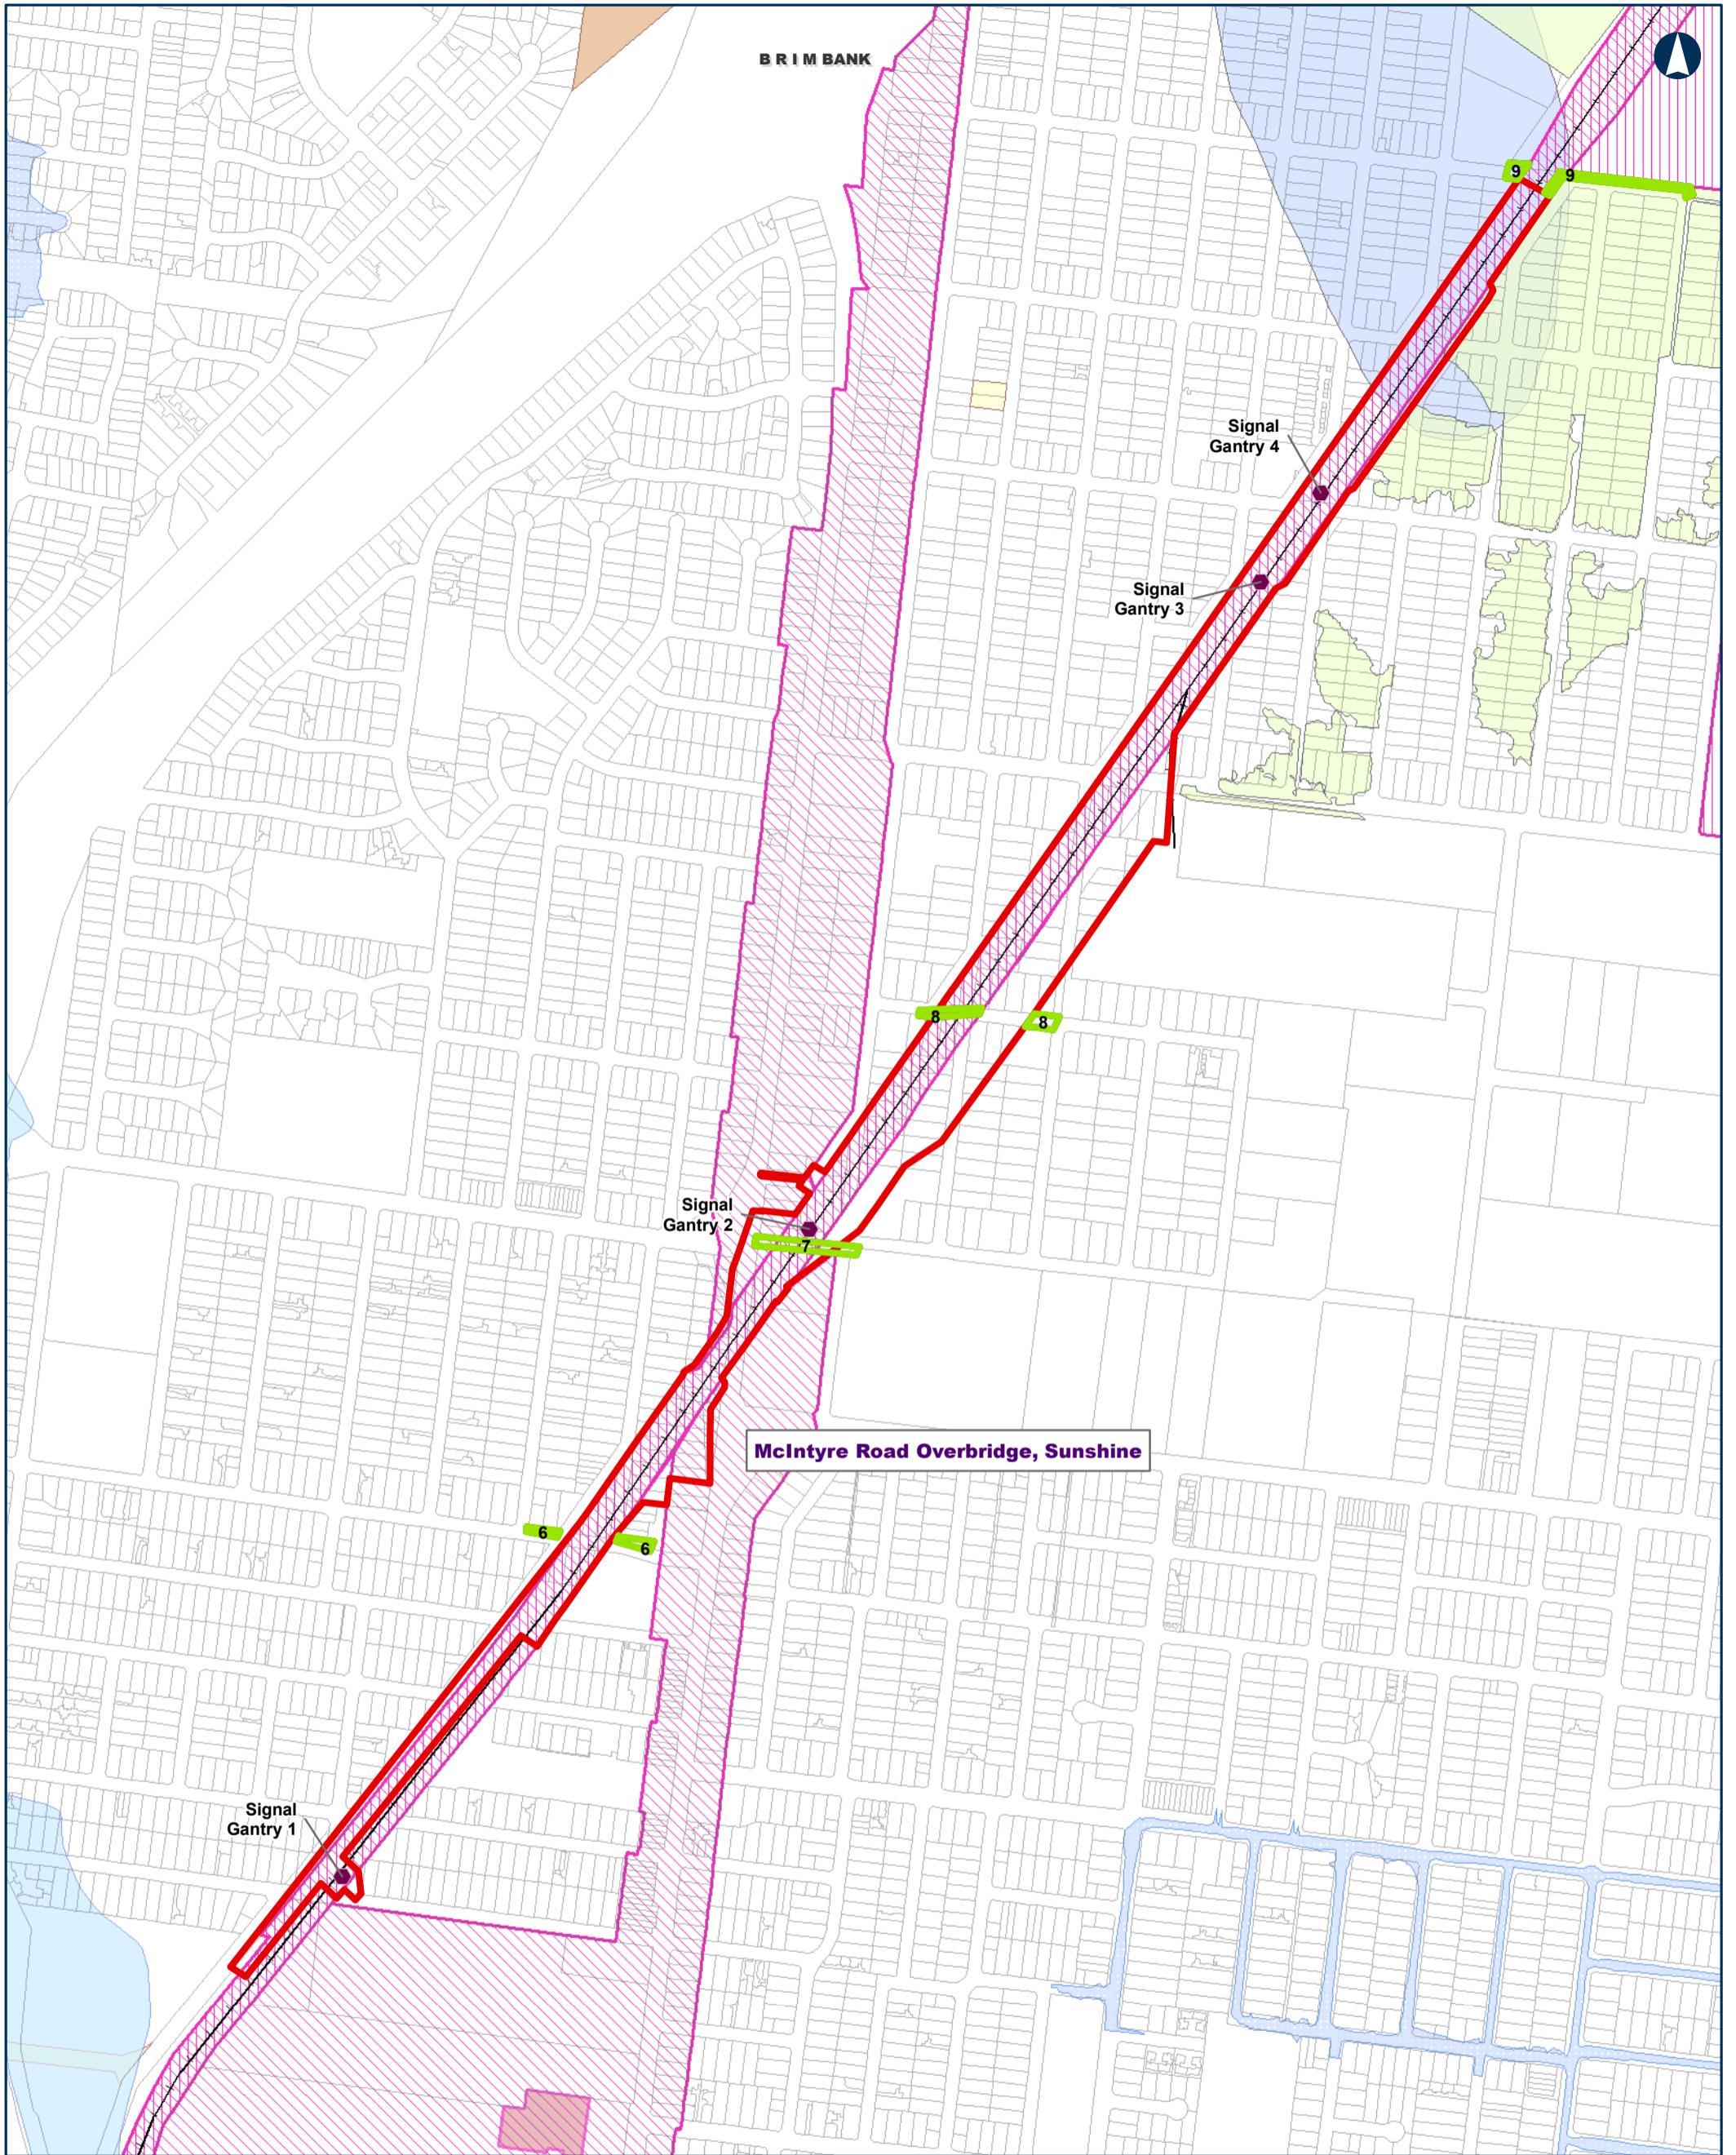 BRIMBANK
9
9
Signal
Gantry 4
Signal
Gantry 3
8
8
Signal
Gantry 2
7
McIntyre Road Overbridge, Sunshine
6
6
Signal
Gantry 1